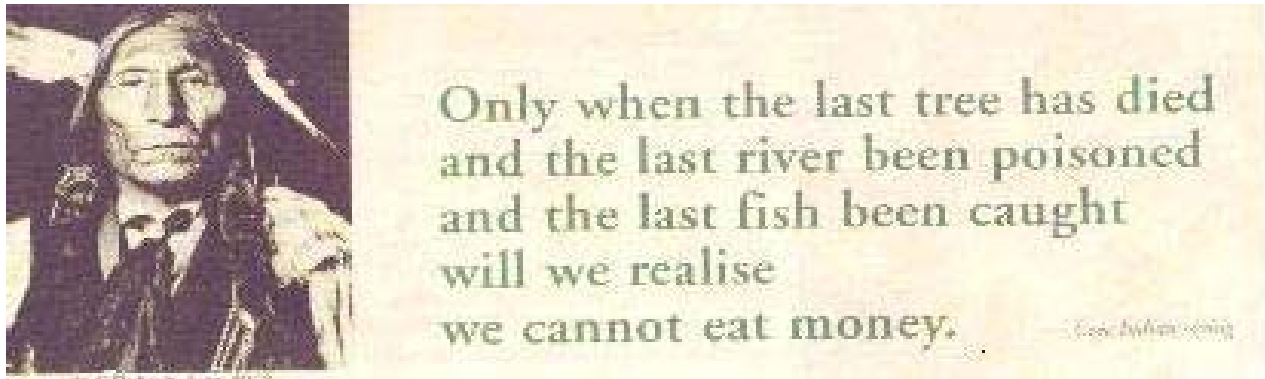 Only when the last tree has died
and the last river been poisoned
and the last fish been caught
will we realise
we cannot eat money.